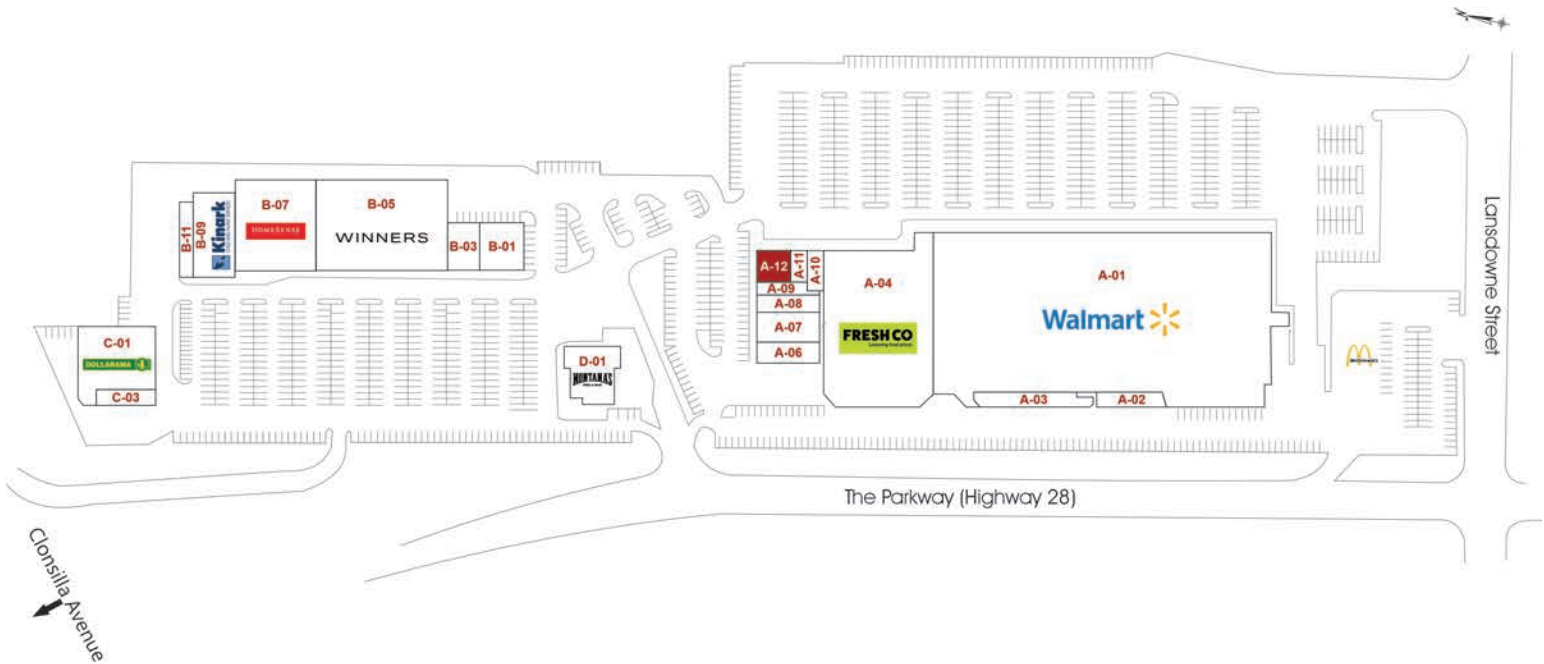 N
Lansdowne Street
B-11
B-09
Kinark
B-07
HOMESENSE
B-05
WINNERS
B-03
B-01
A-12
A-11
A-10
A-09
A-08
A-07
A-06
A-04
FRESHCO
A-01
Walmart
A-03
A-02
McDonald's
C-01
DOLLARAMA
C-03
D-01
MONTANA'S
The Parkway (Highway 28)
Clonsilla Avenue